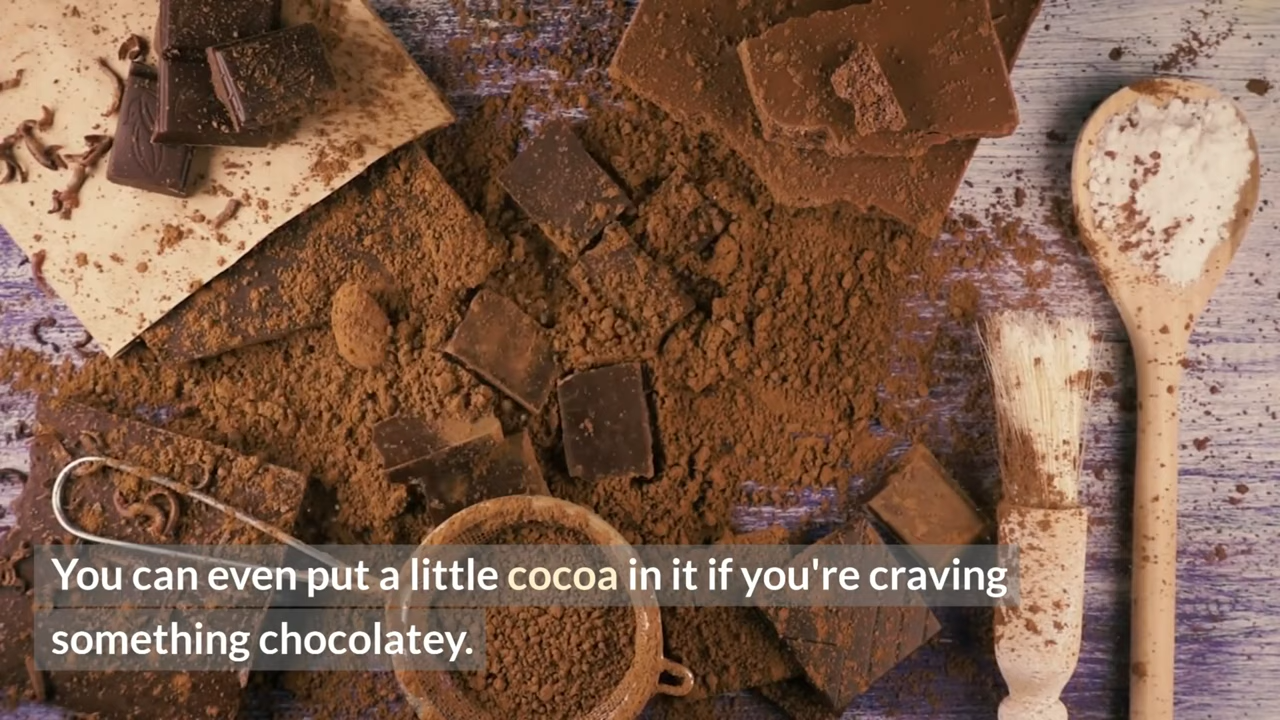 You can even put a little cocoa in it if you're craving
something chocolatey.